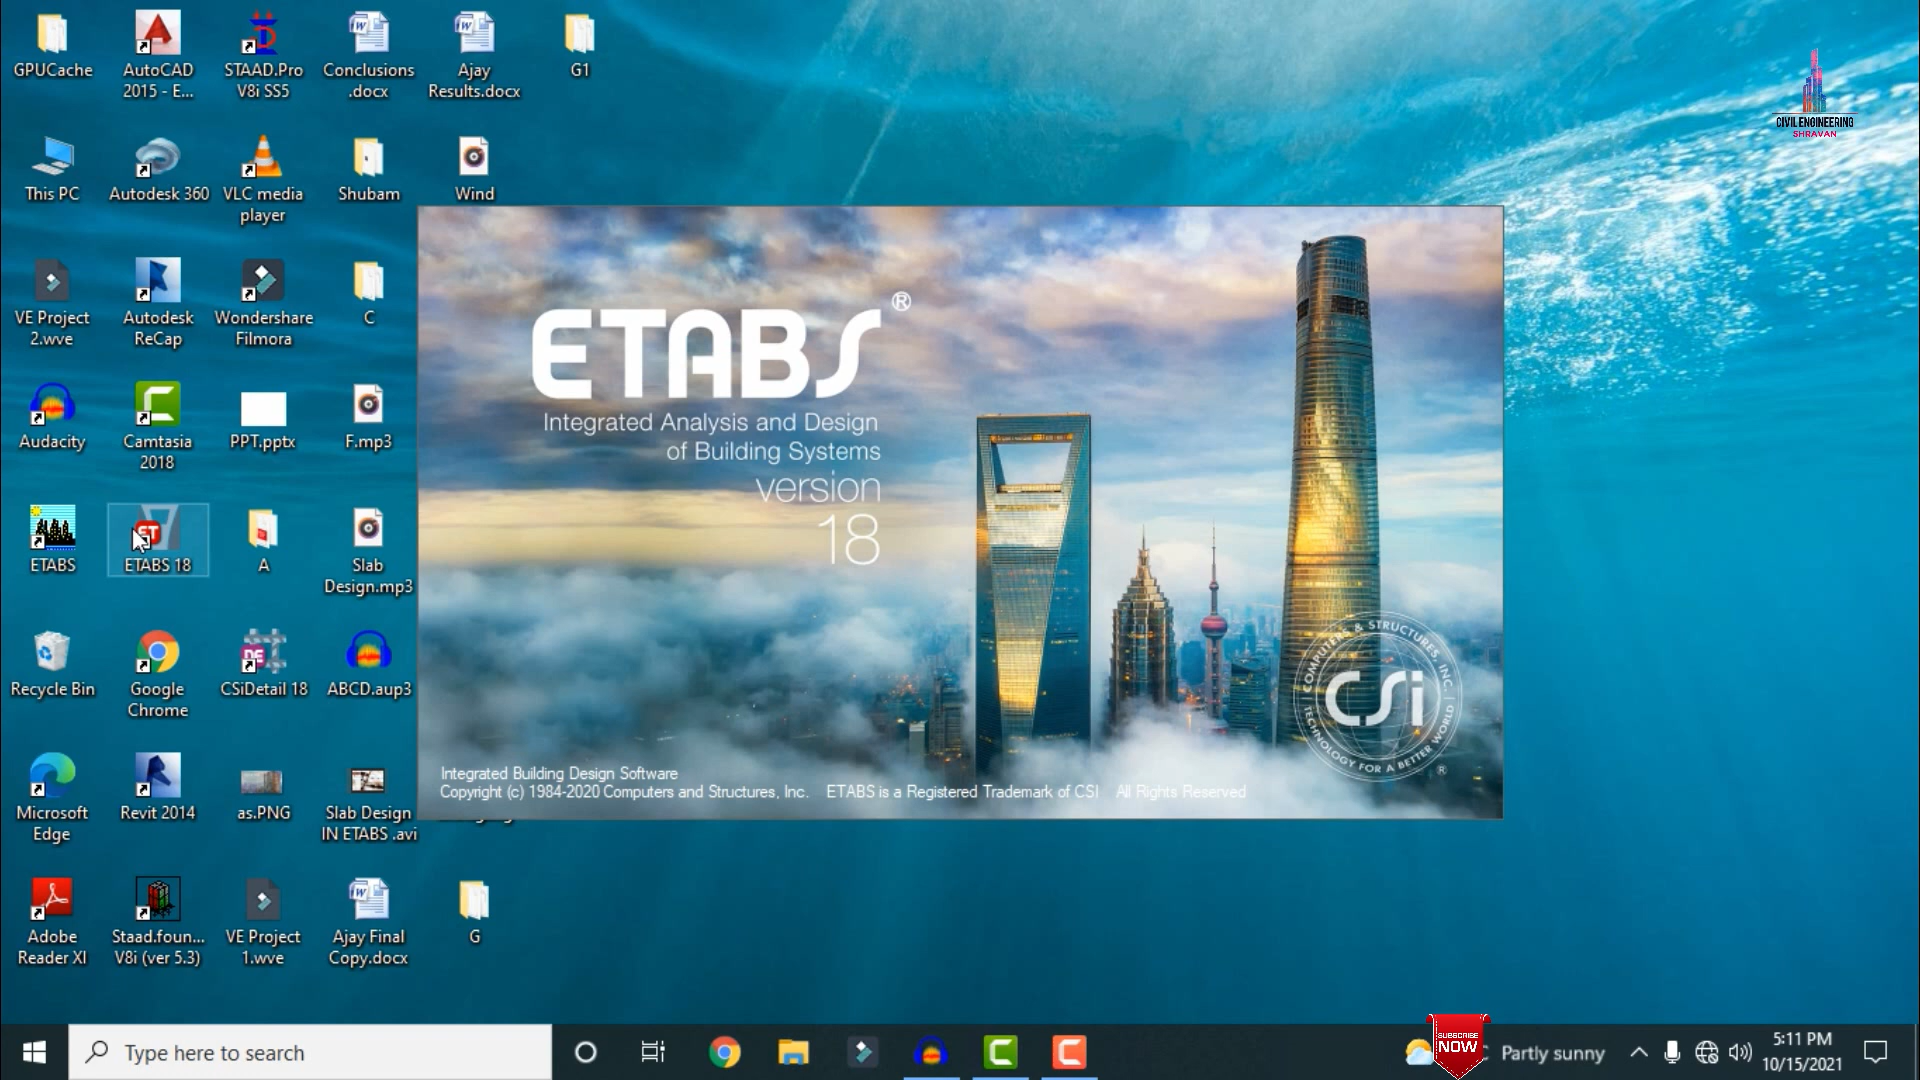 GPUCache
AutoCAD
2015 - E...
STAAD.Pro
V8i SS5
Conclusions
.docx
Ajay
Results.docx
G1
CIVIL ENGINEERING
SHRAVAN
This PC
Autodesk 360
VLC media
player
Shubam
Wind
VE Project
2.wve
Autodesk
ReCap
Wondershare
Filmora
C
ETABS®
Integrated Analysis and Design
of Building Systems
version
18
Audacity
Camtasia
2018
PPT.pptx
F.mp3
ETABS
ETABS 18
A
Slab
Design.mp3
Recycle Bin
Google
Chrome
CSiDetail 18
ABCD.aup3
COMPUTERS & STRUCTURES, INC.
CSi
TECHNOLOGY FOR A BETTER WORLD
®
Integrated Building Design Software
Copyright (c) 1984-2020 Computers and Structures, Inc. ETABS is a Registered Trademark of CSI All Rights Reserved
Microsoft
Edge
Revit 2014
as.PNG
Slab Design
IN ETABS .avi
Adobe
Reader XI
Staad.foun...
V8i (ver 5.3)
VE Project
1.wve
Ajay Final
Copy.docx
G
Type here to search
SUBSCRIBE
NOW
Partly sunny
5:11 PM
10/15/2021